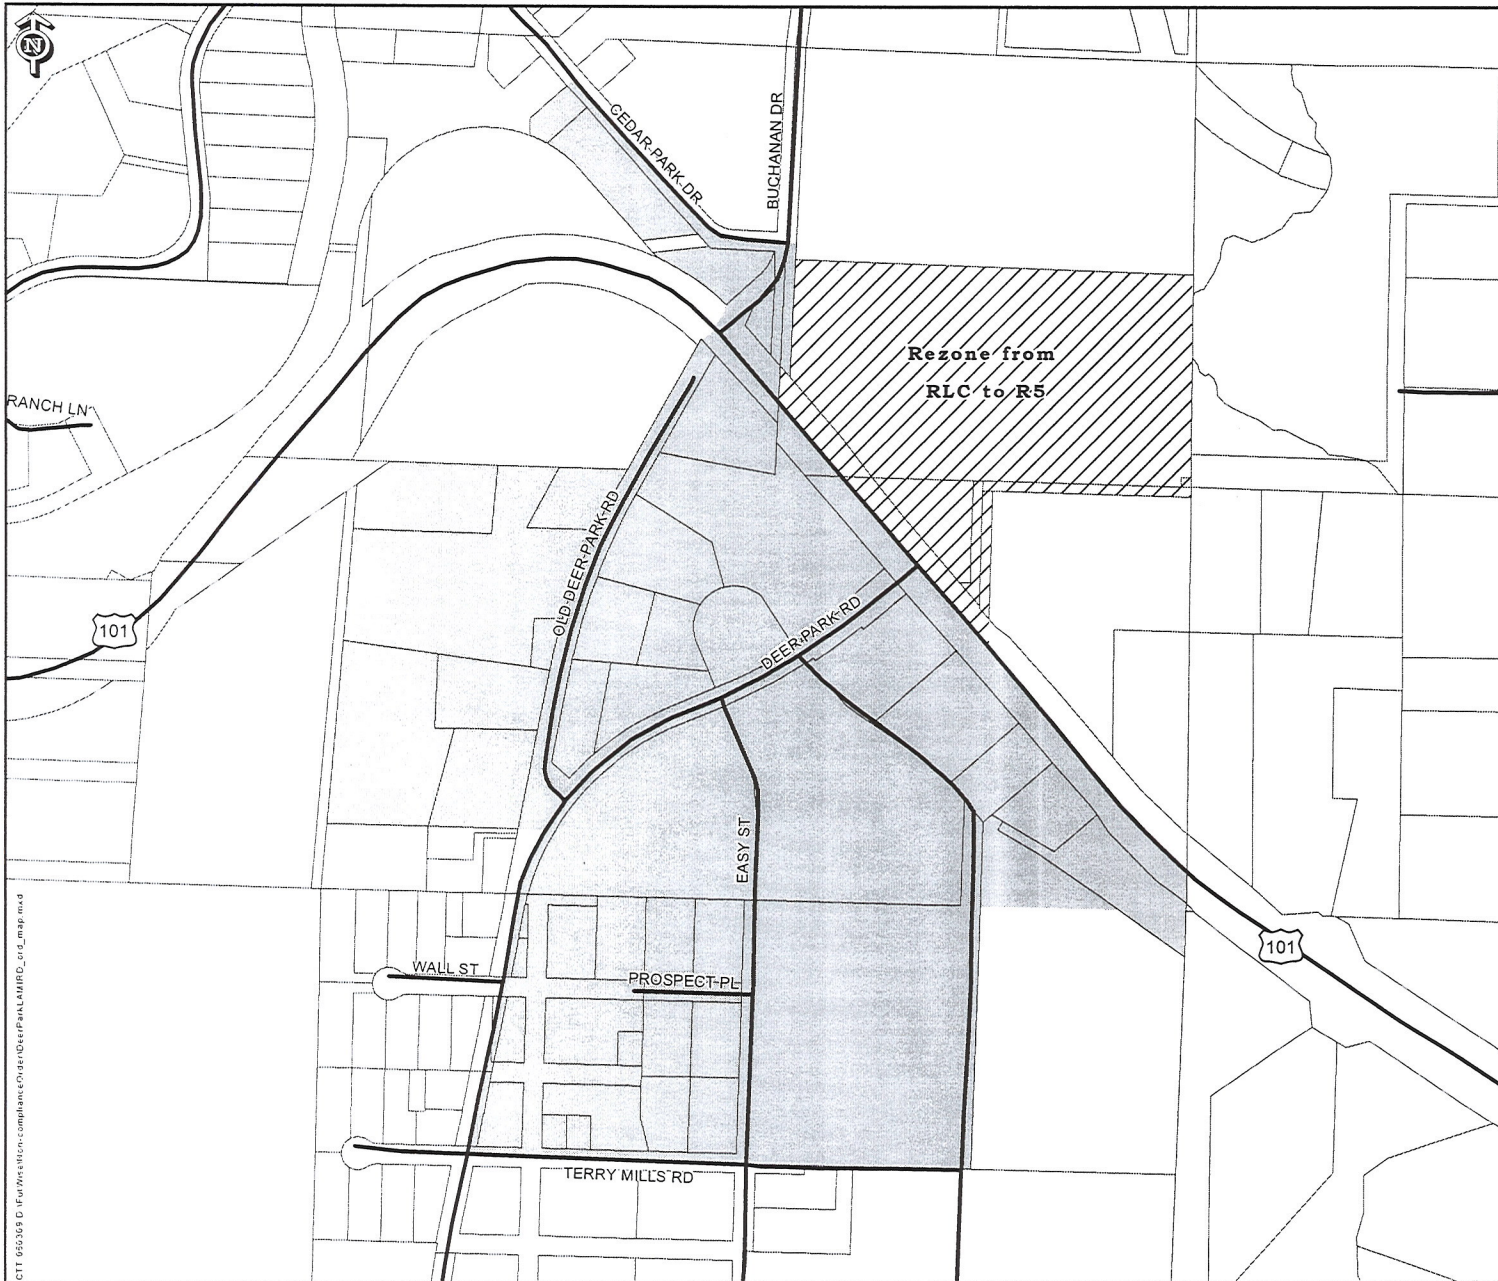 N
CEDAR PARK DR
BUCHANAN DR
Rezone from
RLC to R5
RANCH LN
OLD DEER PARK RD
101
DEER PARK RD
EASY ST
WALL ST
PROSPECT PL
101
TERRY MILLS RD